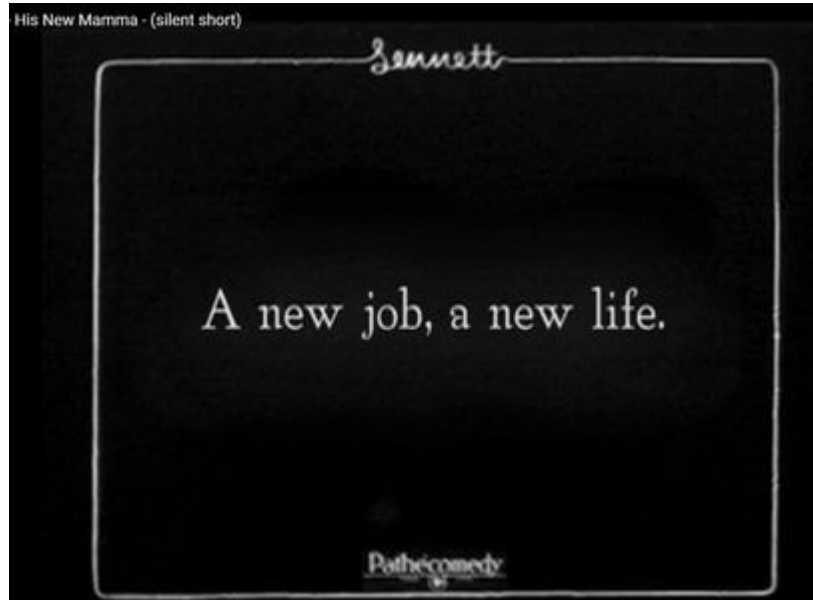 His New Mamma - (silent short)
Sennett
A new job, a new life.
Pathécomedy